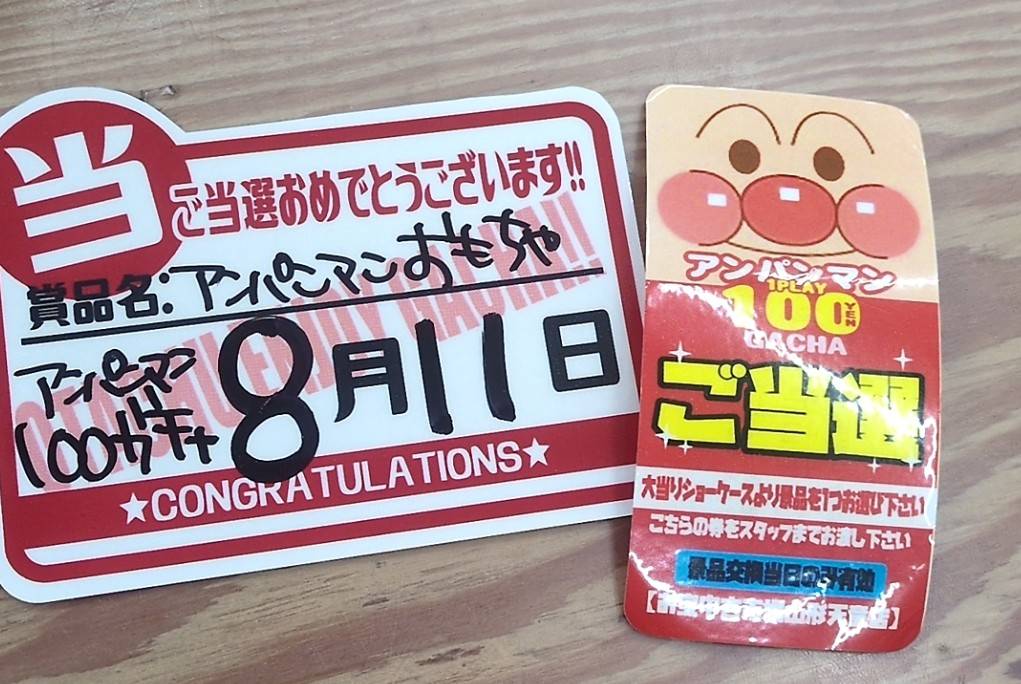 当
ご当選おめでとうございます!!
賞品名:アンパンマンおもちゃ
アンパンマン
100ガチャ
8月11日
★CONGRATULATIONS★
アンパンマン
1PLAY
100YEN
GACHA
ご当選
大当りショーケースより景品を1つお選び下さい
こちらの券をスタッフまでお渡し下さい
景品交換当日のみ有効